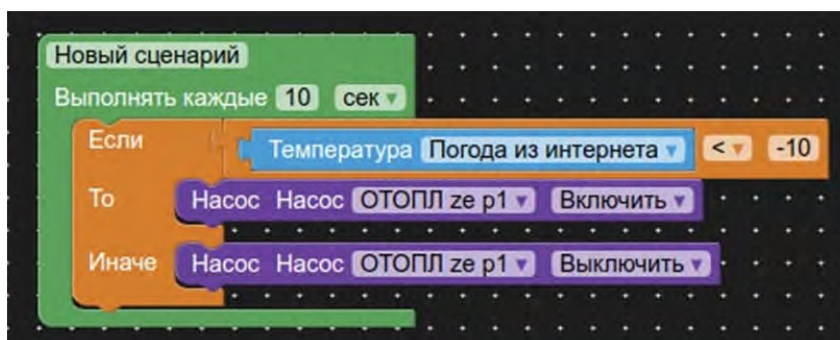 Новый сценарий
Выполнять каждые 10 сек
Если Температура Погода из интернета < -10
То Насос Насос ОТОПЛ ze p1 Включить
Иначе Насос Насос ОТОПЛ ze p1 Выключить